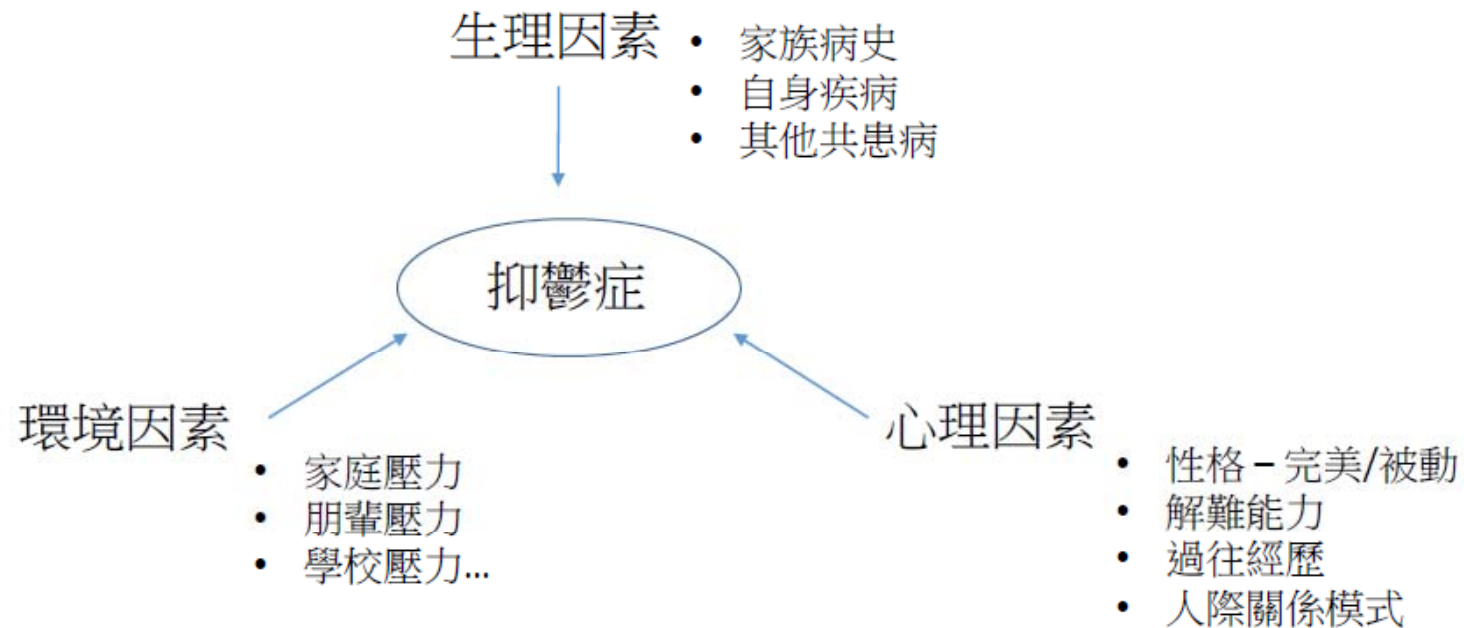 生理因素
• 家族病史
• 自身疾病
• 其他共患病
抑鬱症
環境因素
• 家庭壓力
• 朋輩壓力
• 學校壓力...
心理因素
• 性格 – 完美/被動
• 解難能力
• 過往經歷
• 人際關係模式